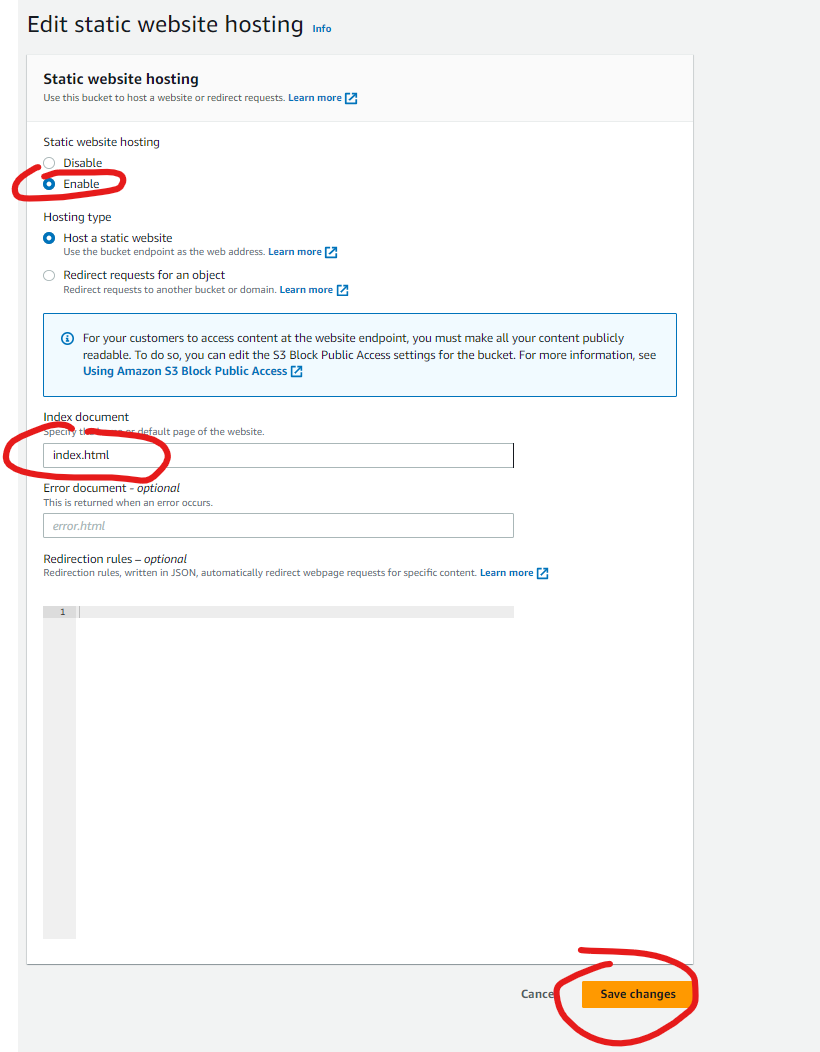 Edit static website hosting Info
Static website hosting
Use this bucket to host a website or redirect requests. Learn more
Static website hosting
Disable
Enable
Hosting type
Host a static website
Use the bucket endpoint as the web address. Learn more
Redirect requests for an object
Redirect requests to another bucket or domain. Learn more
For your customers to access content at the website endpoint, you must make all your content publicly
readable. To do so, you can edit the S3 Block Public Access settings for the bucket. For more information, see
Using Amazon S3 Block Public Access
Index document
Specify the home or default page of the website.
index.html
Error document - optional
This is returned when an error occurs.
error.html
Redirection rules – optional
Redirection rules, written in JSON, automatically redirect webpage requests for specific content. Learn more
1
Cancel Save changes